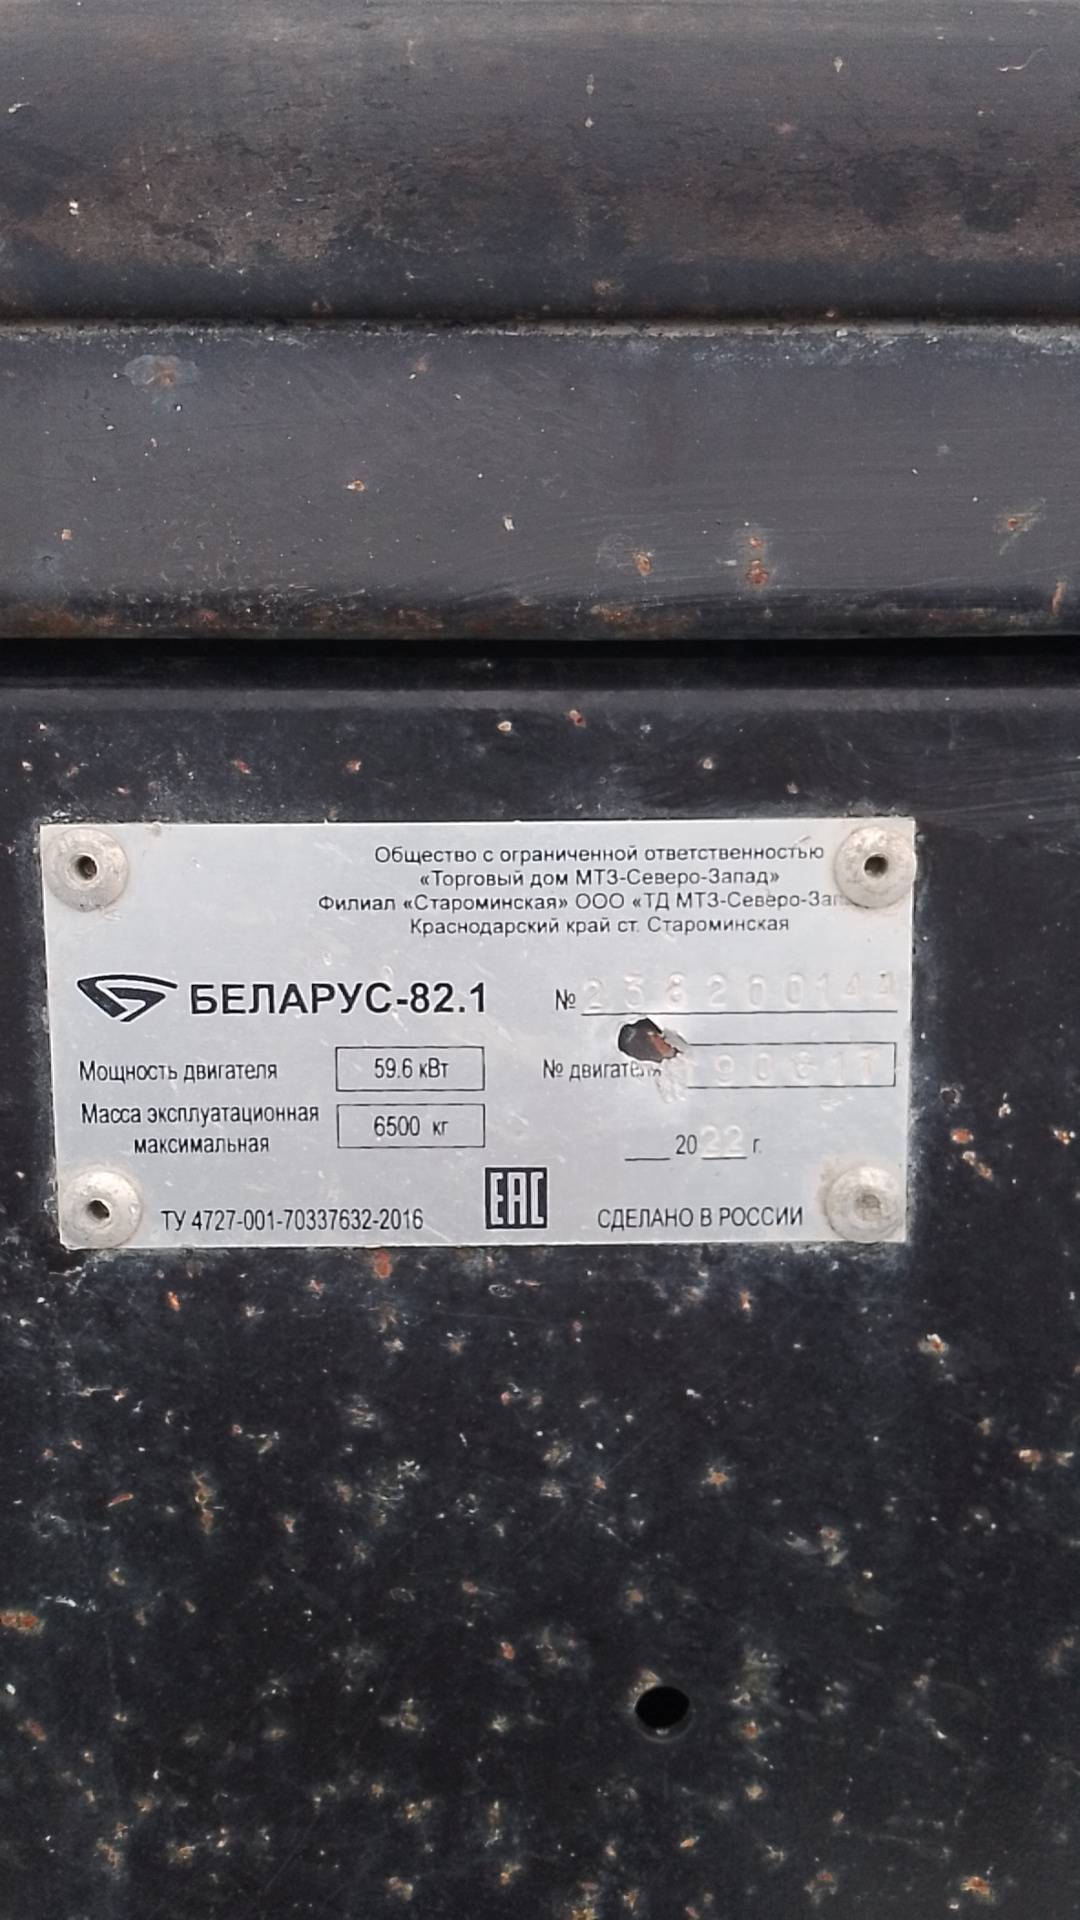 Общество с ограниченной ответственностью
«Торговый дом МТЗ-Северо-Запад»
Филиал «Староминская» ООО «ТД МТЗ-Северо-Зап
Краснодарский край ст. Староминская
БЕЛАРУС-82.1
№ 238200144
Мощность двигателя 59.6 кВт
№ двигателя
Масса эксплуатационная
максимальная 6500 кг
2022 г.
ТУ 4727-001-70337632-2016
EAC
СДЕЛАНО В РОССИИ